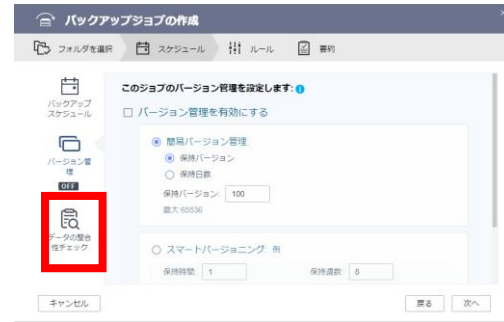 バックアップジョブの作成
フォルダを選択
スケジュール
ルール
要約
バックアップ
スケジュール
バージョン管
理
OFF
データの整合
性チェック
このジョブのバージョン管理を設定します:
バージョン管理を有効にする
簡易バージョン管理
保持バージョン
保持日数
保持バージョン: 100
最大:65536
スマートバージョニング 例
保持時間: 1
保持週数: 8
キャンセル
戻る
次へ